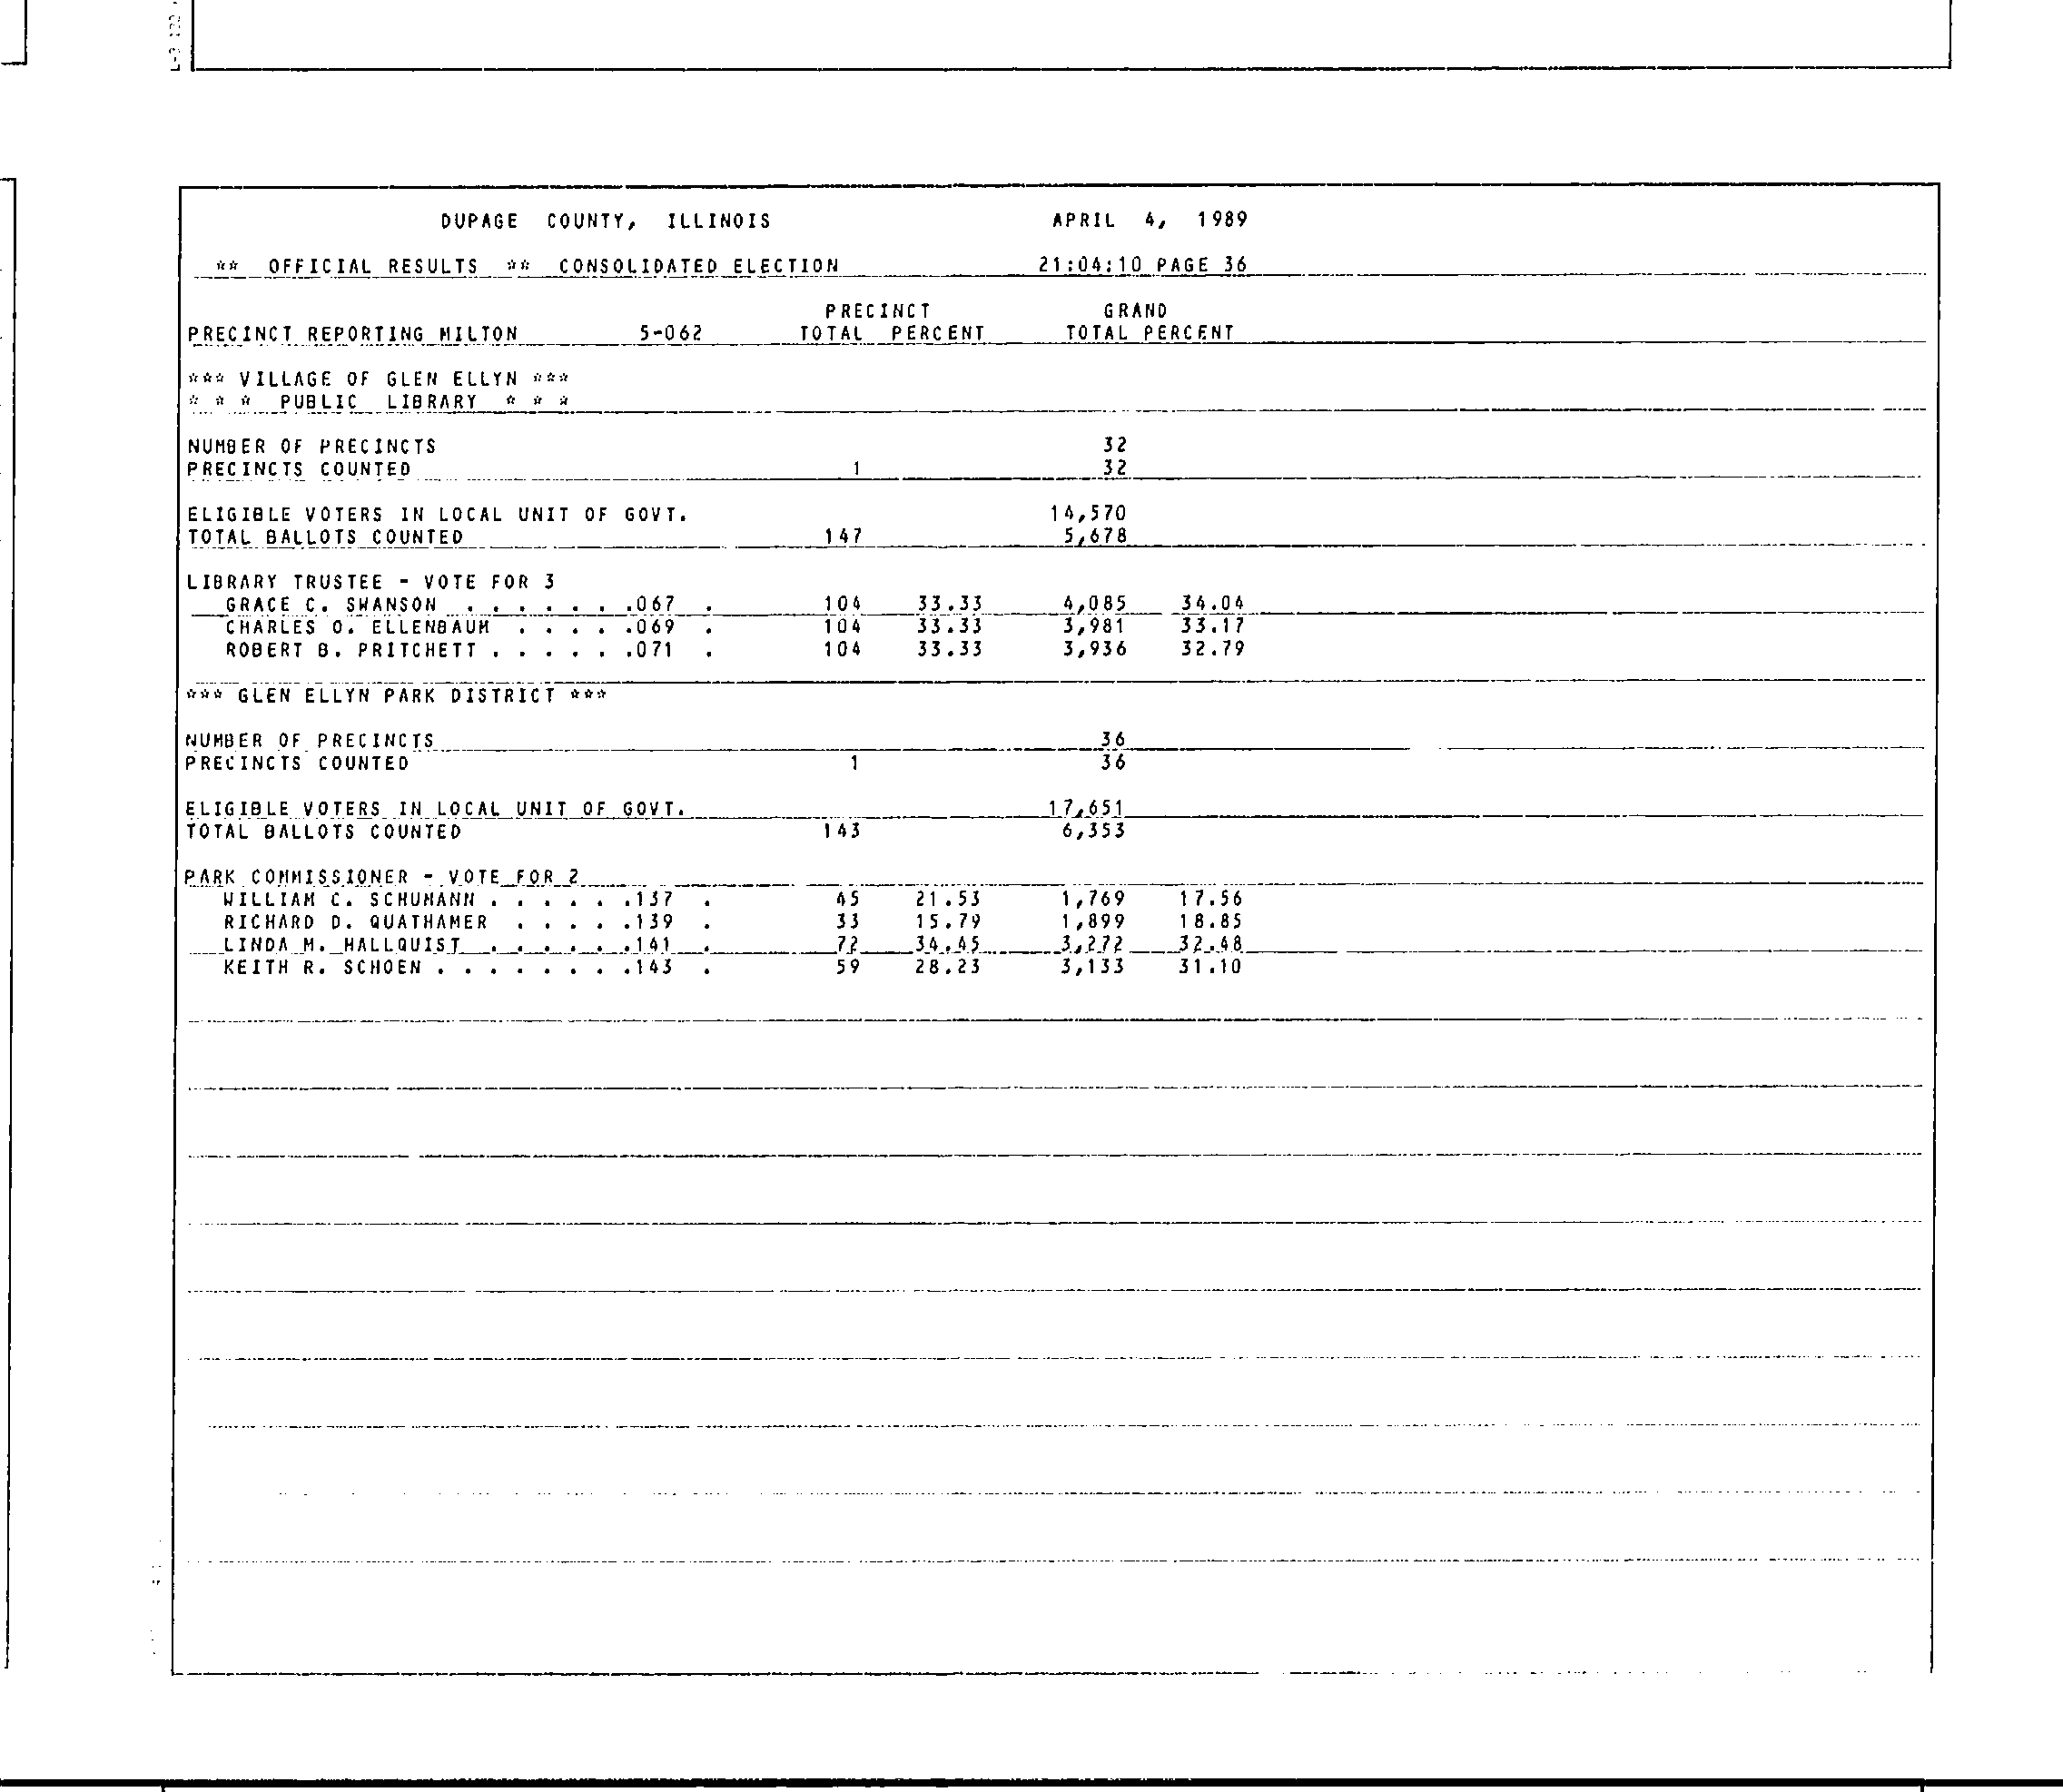 DUPAGE COUNTY, ILLINOIS APRIL 4, 1989
** OFFICIAL RESULTS ** CONSOLIDATED ELECTION 21:04:10 PAGE 36
PRECINCT GRAND
PRECINCT REPORTING MILTON 5-062 TOTAL PERCENT TOTAL PERCENT
*** VILLAGE OF GLEN ELLYN ***
* * * PUBLIC LIBRARY * * *
NUMBER OF PRECINCTS 32
PRECINCTS COUNTED 1 32
ELIGIBLE VOTERS IN LOCAL UNIT OF GOVT. 14,570
TOTAL BALLOTS COUNTED 147 5,678
LIBRARY TRUSTEE - VOTE FOR 3
GRACE C. SWANSON . . . . . . .067 . 104 33.33 4,085 34.04
CHARLES O. ELLENBAUM . . . . .069 . 104 33.33 3,981 33.17
ROBERT B. PRITCHETT . . . . . .071 . 104 33.33 3,936 32.79
*** GLEN ELLYN PARK DISTRICT ***
NUMBER OF PRECINCTS 36
PRECINCTS COUNTED 1 36
ELIGIBLE VOTERS IN LOCAL UNIT OF GOVT. 17,651
TOTAL BALLOTS COUNTED 143 6,353
PARK COMMISSIONER - VOTE FOR 2
WILLIAM C. SCHUMANN . . . . . .137 . 45 21.53 1,769 17.56
RICHARD D. QUATHAMER . . . . .139 . 33 15.79 1,899 18.85
LINDA M. HALLQUIST . . . . . .141 . 72 34.45 3,272 32.48
KEITH R. SCHOEN . . . . . . . .143 . 59 28.23 3,133 31.10